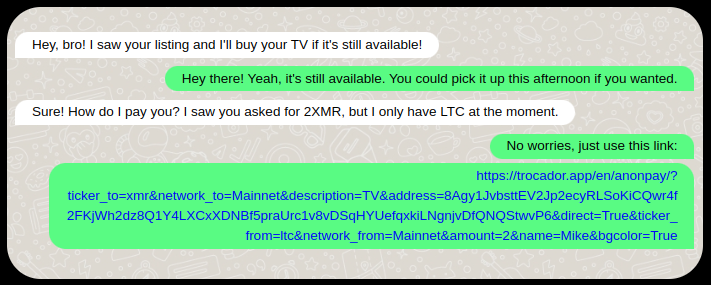 Hey, bro! I saw your listing and I'll buy your TV if it's still available!
Hey there! Yeah, it's still available. You could pick it up this afternoon if you wanted.
Sure! How do I pay you? I saw you asked for 2XMR, but I only have LTC at the moment.
No worries, just use this link:
https://trocador.app/en/anonpay/?
ticker_to=xmr&network_to=Mainnet&description=TV&address=8Agy1JvbsttEV2Jp2ecyRLSoKiCQwr4f
2FKjWh2dz8Q1Y4LXCxXDNBf5praUrc1v8vDSqHYUefqxkiLNgnjvDfQNQStwvP6&direct=True&ticker_
from=ltc&network_from=Mainnet&amount=2&name=Mike&bgcolor=True